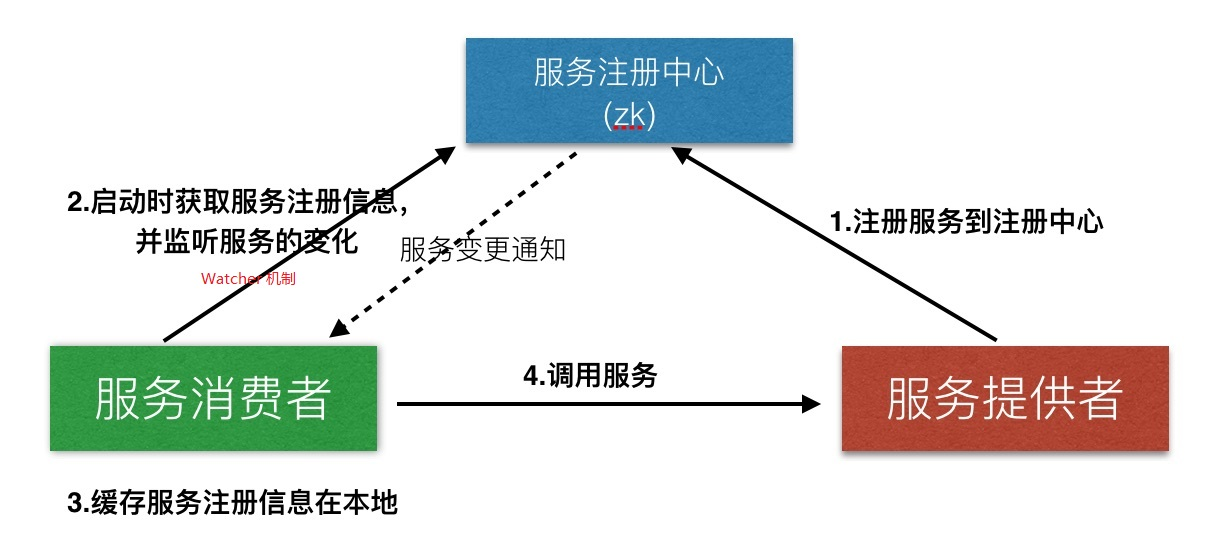 服务注册中心
(zk)
2.启动时获取服务注册信息，
并监听服务的变化
Watcher 机制
服务变更通知
1.注册服务到注册中心
服务消费者
4.调用服务
服务提供者
3.缓存服务注册信息在本地